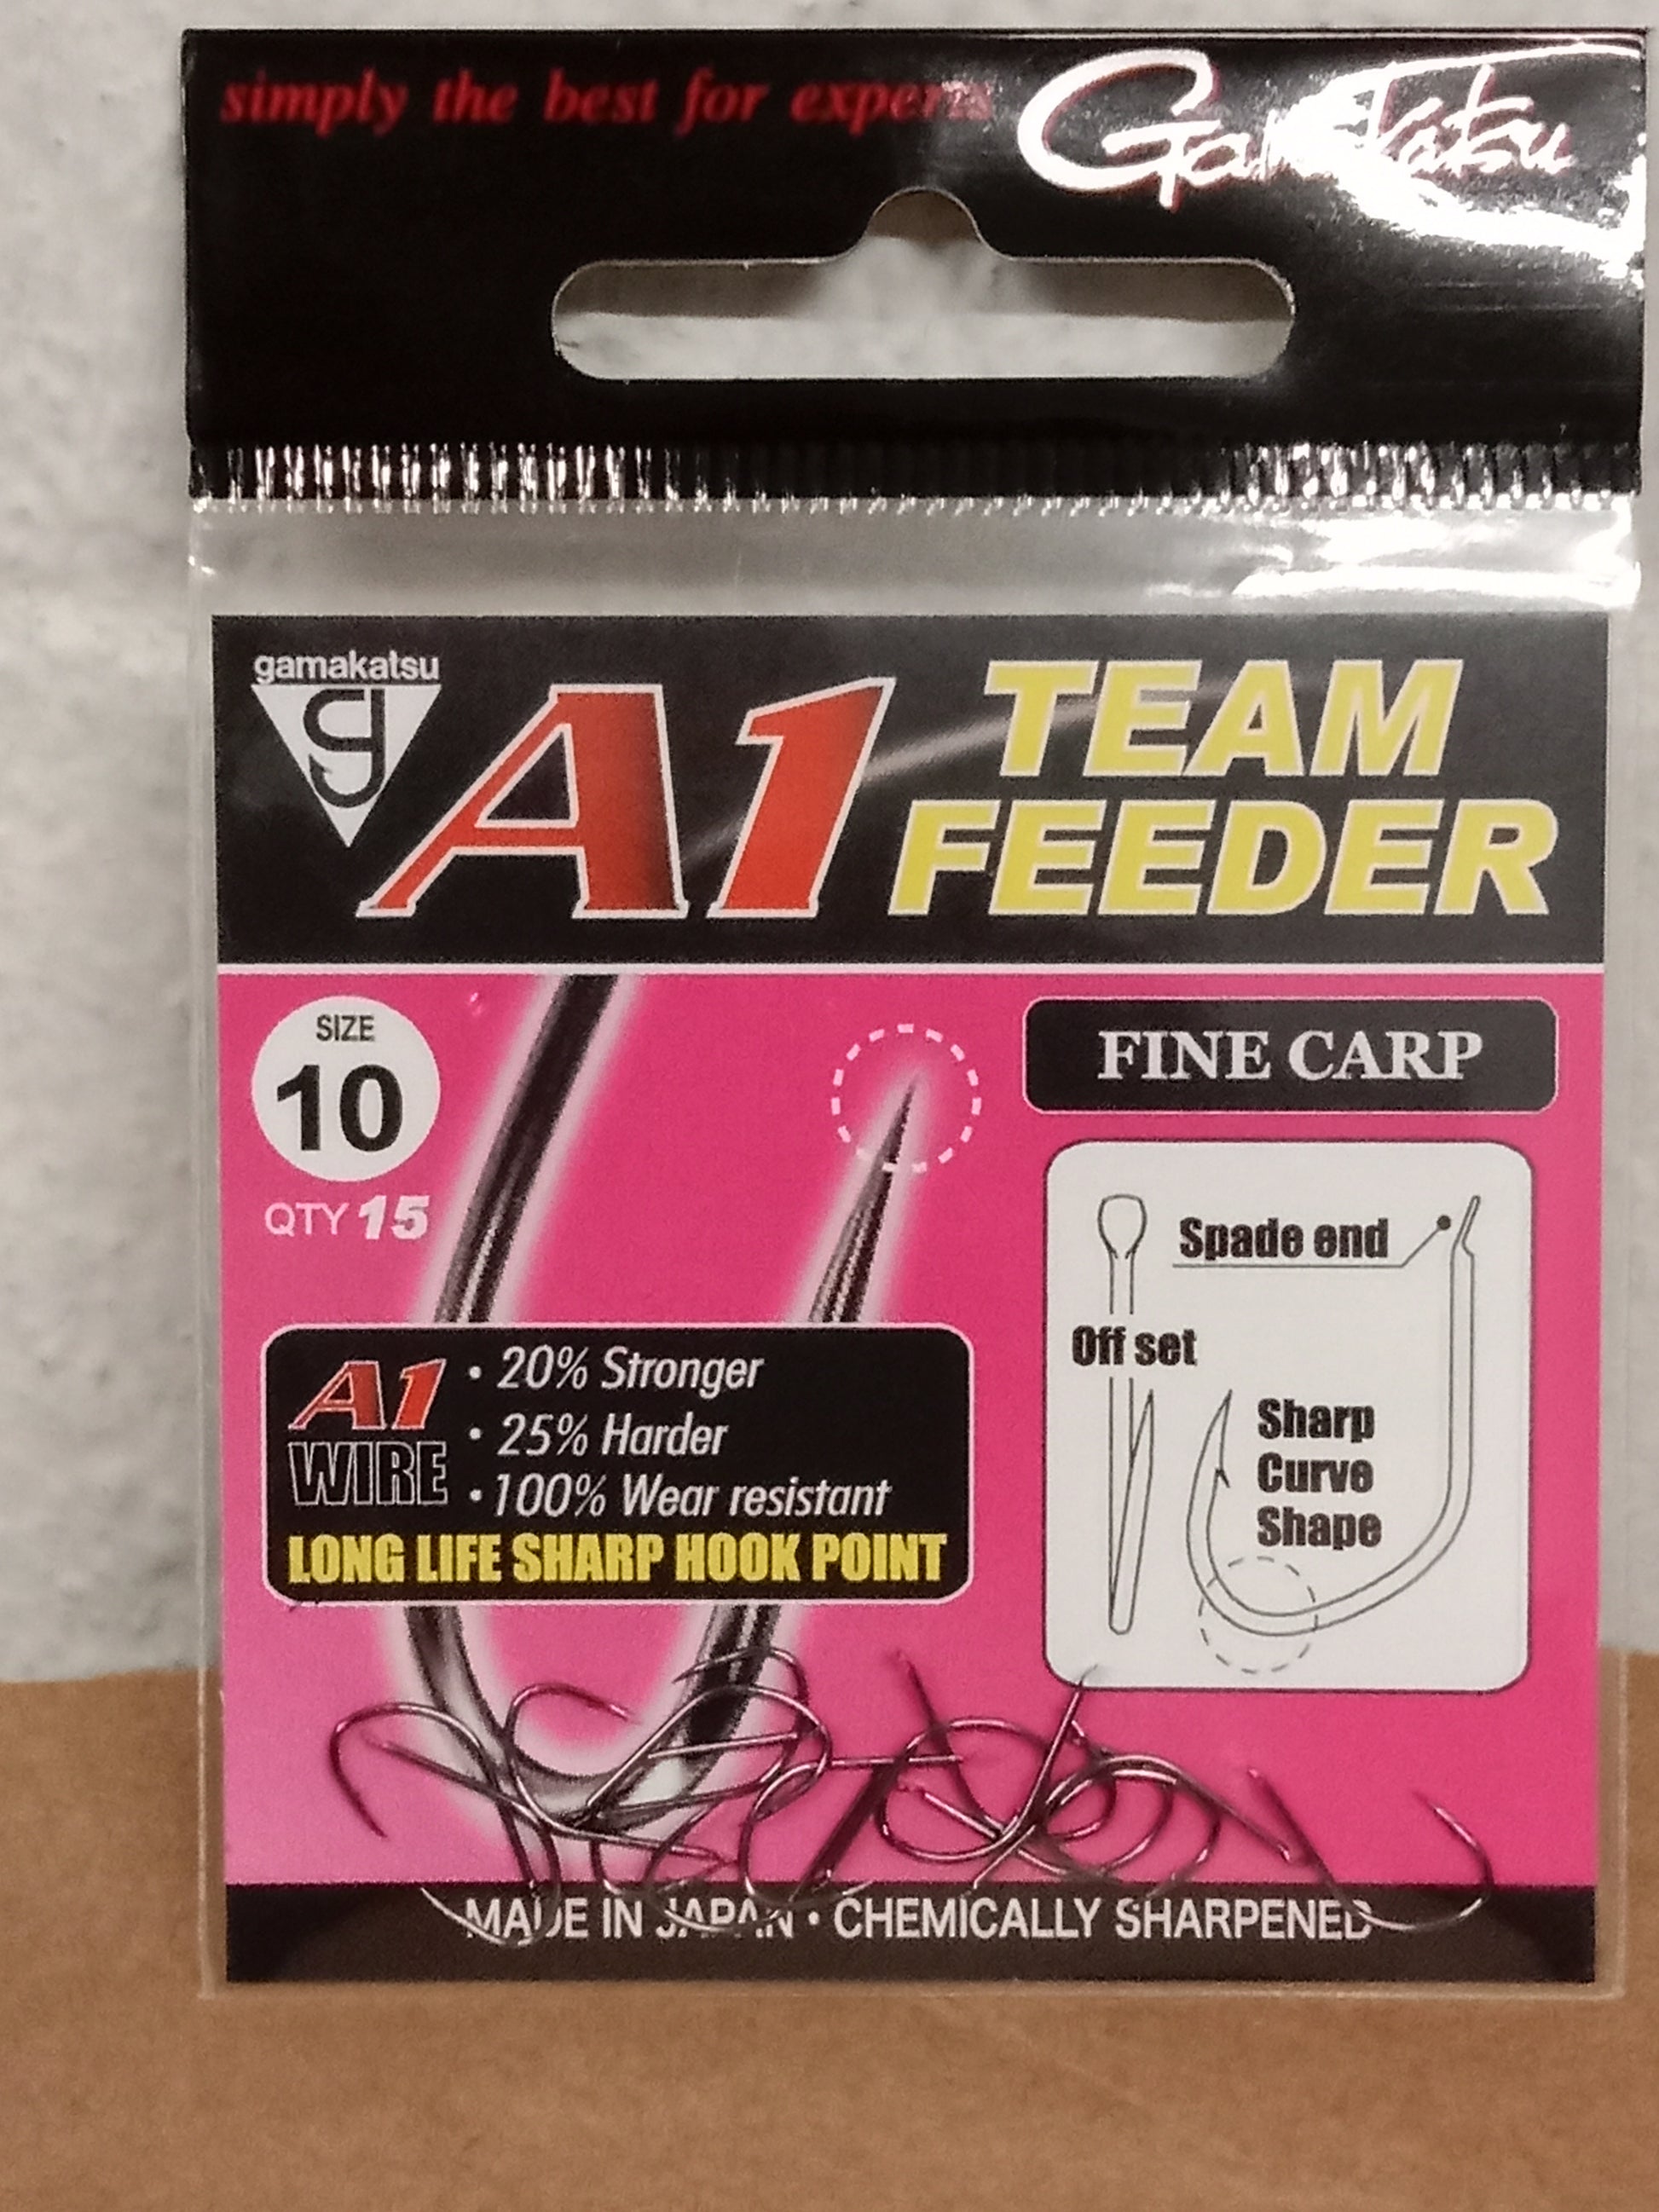 simply the best for experts
Gamakatsu
gamakatsu
A1 TEAM FEEDER
SIZE
10
QTY 15
FINE CARP
Spade end
Off set
Sharp
Curve
Shape
A1
WIRE
• 20% Stronger
• 25% Harder
• 100% Wear resistant
LONG LIFE SHARP HOOK POINT
MADE IN JAPAN • CHEMICALLY SHARPENED